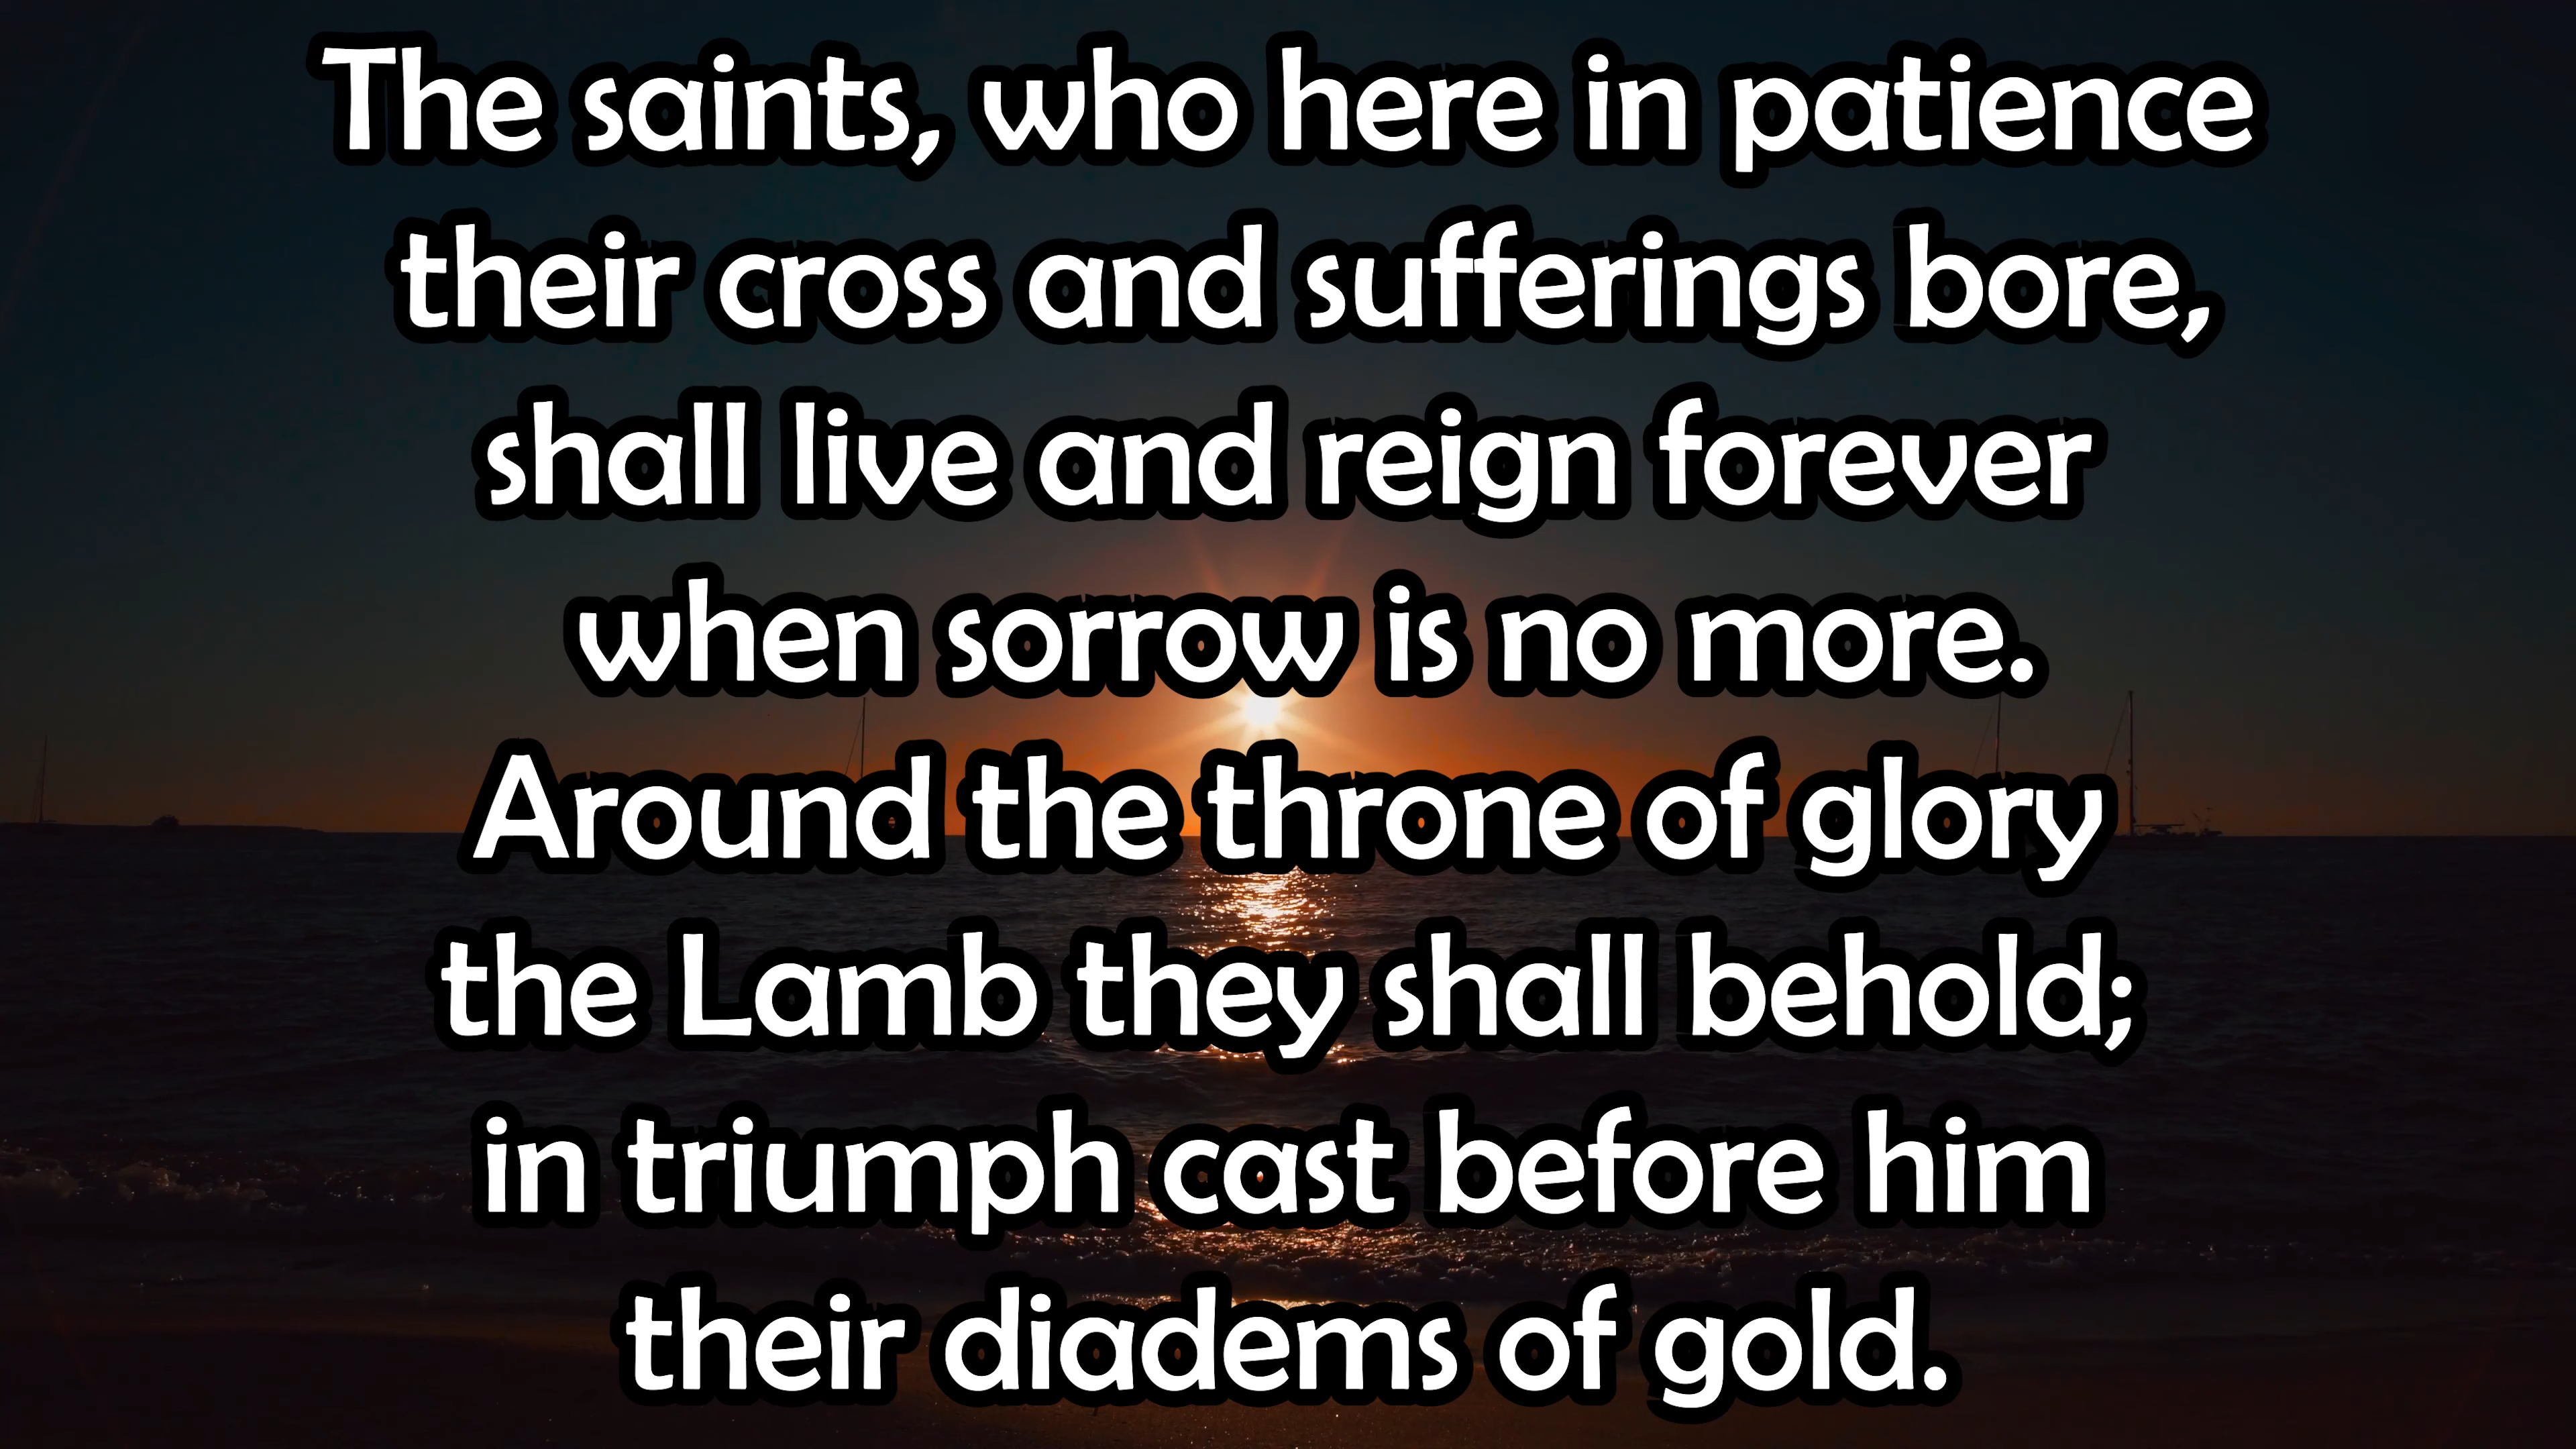 The saints, who here in patience
their cross and sufferings bore,
shall live and reign forever
when sorrow is no more.
Around the throne of glory
the Lamb they shall behold;
in triumph cast before him
their diadems of gold.